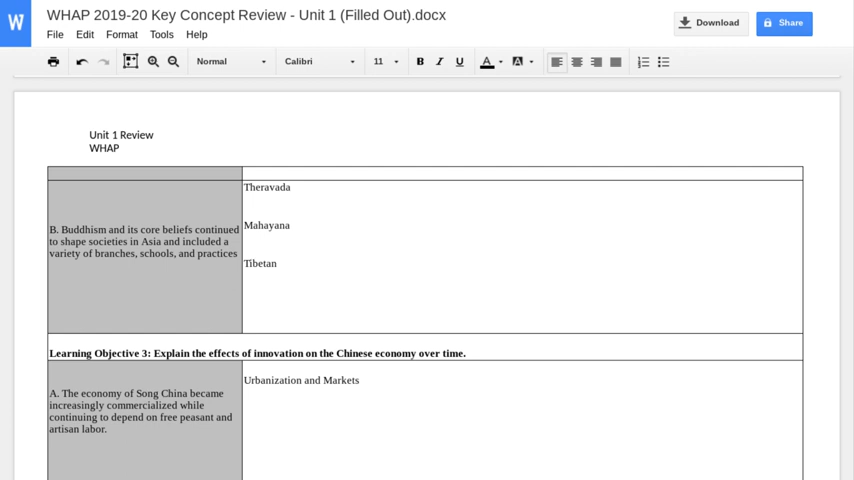 W
WHAP 2019-20 Key Concept Review - Unit 1 (Filled Out).docx
File Edit Format Tools Help
Download
Share
Normal
Calibri
11
B I U A A
Unit 1 Review
WHAP
Theravada
Mahayana
Tibetan
B. Buddhism and its core beliefs continued
to shape societies in Asia and included a
variety of branches, schools, and practices
Learning Objective 3: Explain the effects of innovation on the Chinese economy over time.
Urbanization and Markets
A. The economy of Song China became
increasingly commercialized while
continuing to depend on free peasant and
artisan labor.